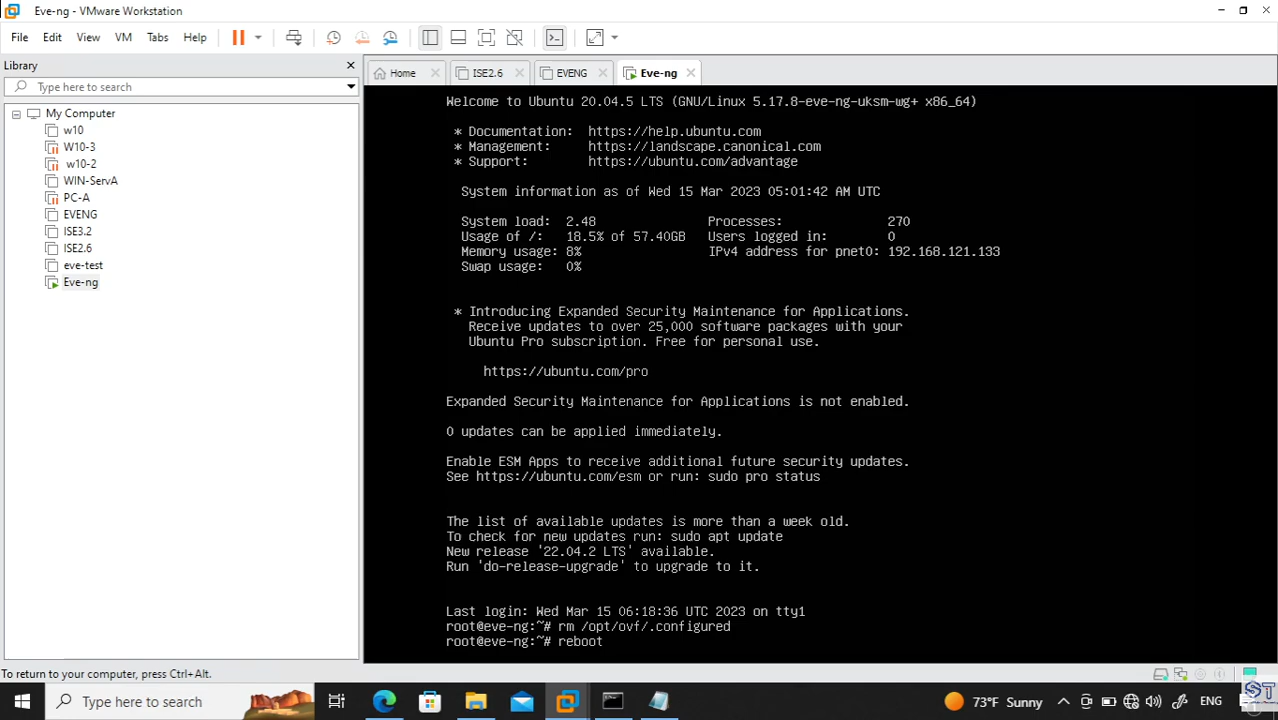 Eve-ng - VMware Workstation
File Edit View VM Tabs Help
Library
Type here to search
My Computer
w10
W10-3
w10-2
WIN-ServA
PC-A
EVENG
ISE3.2
ISE2.6
eve-test
Eve-ng
Home ISE2.6 EVENG Eve-ng
Welcome to Ubuntu 20.04.5 LTS (GNU/Linux 5.17.8-eve-ng-uksm-wg+ x86_64)
* Documentation: https://help.ubuntu.com
* Management: https://landscape.canonical.com
* Support: https://ubuntu.com/advantage
System information as of Wed 15 Mar 2023 05:01:42 AM UTC
System load: 2.48 Processes: 270
Usage of /: 18.5% of 57.40GB Users logged in: 0
Memory usage: 8% IPv4 address for pnet0: 192.168.121.133
Swap usage: 0%
* Introducing Expanded Security Maintenance for Applications.
Receive updates to over 25,000 software packages with your
Ubuntu Pro subscription. Free for personal use.
https://ubuntu.com/pro
Expanded Security Maintenance for Applications is not enabled.
0 updates can be applied immediately.
Enable ESM Apps to receive additional future security updates.
See https://ubuntu.com/esm or run: sudo pro status
The list of available updates is more than a week old.
To check for new updates run: sudo apt update
New release '22.04.2 LTS' available.
Run 'do-release-upgrade' to upgrade to it.
Last login: Wed Mar 15 06:18:36 UTC 2023 on tty1
root@eve-ng:~# rm /opt/ovf/.configured
root@eve-ng:~# reboot
To return to your computer, press Ctrl+Alt.
Type here to search
73°F Sunny
ENG
ST